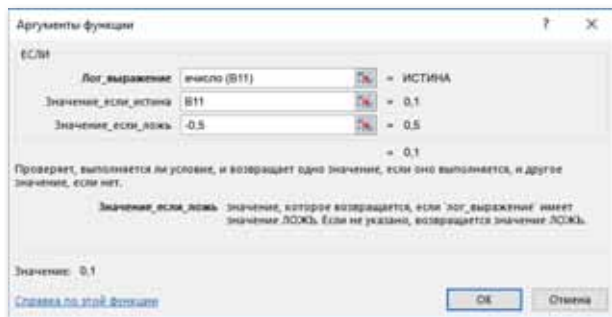 Аргументы функции ? ×
ЕСЛИ
Лог_выражение ечисло (B11) = ИСТИНА
Значение_если_истина B11 = 0,1
Значение_если_ложь -0,5 = 0,5
= 0,1
Проверяет, выполняется ли условие, и возвращает одно значение, если оно выполняется, и другое
значение, если нет.
Значение_если_ложь значение, которое возвращается, если 'лог_выражение' имеет
значение ЛОЖЬ. Если не указано, возвращается значение ЛОЖЬ.
Значение: 0,1
Справка по этой функции ОК Отмена